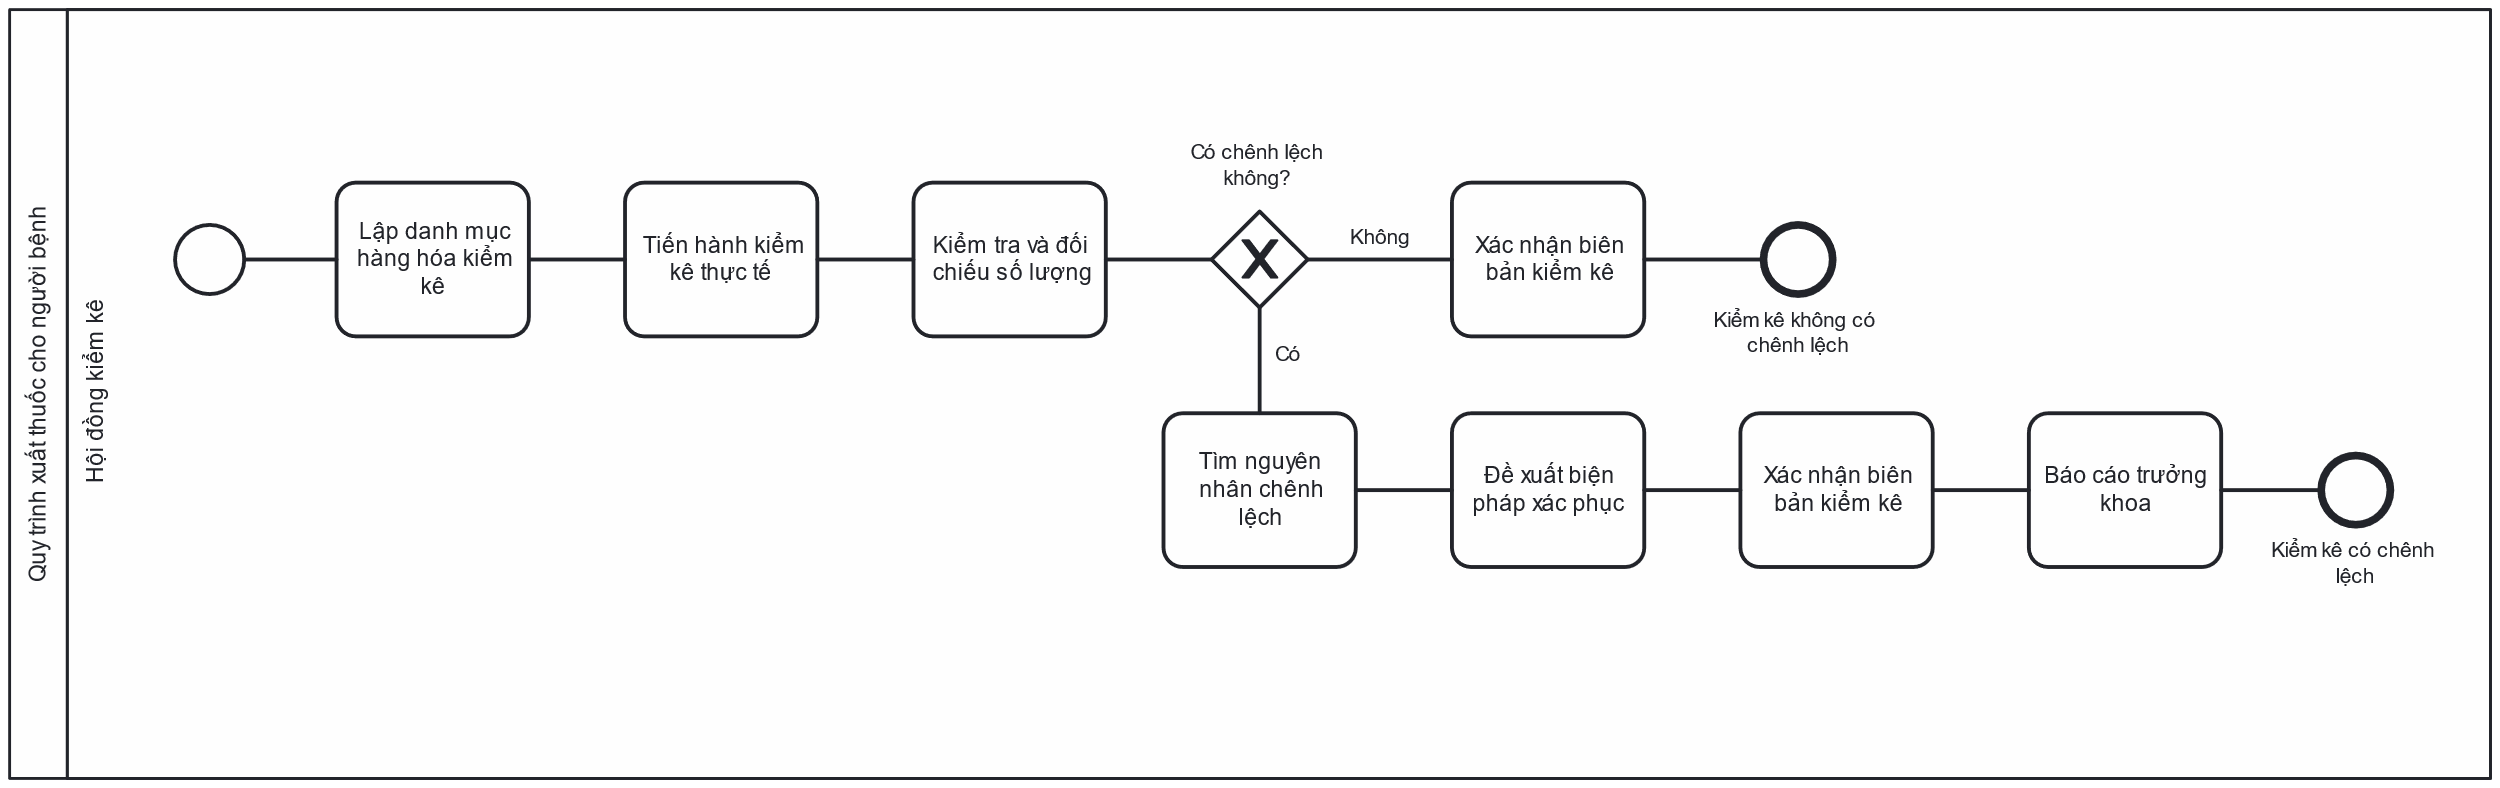 Quy trình xuất thuốc cho người bệnh
Hội đồng kiểm kê
Lập danh mục
hàng hóa kiểm
kê
Tiến hành kiểm
kê thực tế
Kiểm tra và đối
chiếu số lượng
Có chênh lệch
không?
Không
Xác nhận biên
bản kiểm kê
Kiểm kê không có
chênh lệch
Có
Tìm nguyên
nhân chênh
lệch
Đề xuất biện
pháp xác phục
Xác nhận biên
bản kiểm kê
Báo cáo trưởng
khoa
Kiểm kê có chênh
lệch